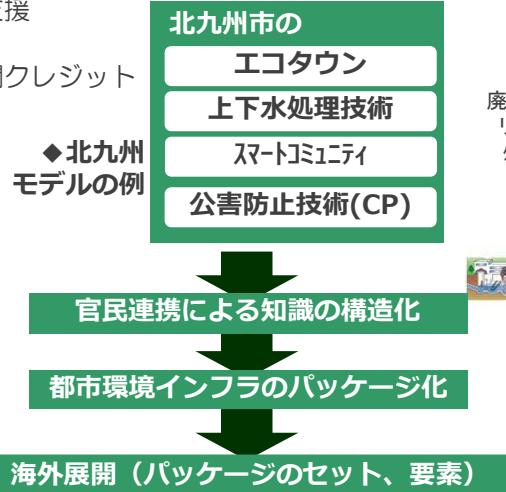 援
北九州市の
エコタウン
クレジット
上下水処理技術
廃
◆北九州
モデルの例
スマートコミュニティ
公害防止技術(CP)
官民連携による知識の構造化
都市環境インフラのパッケージ化
海外展開（パッケージのセット、要素）